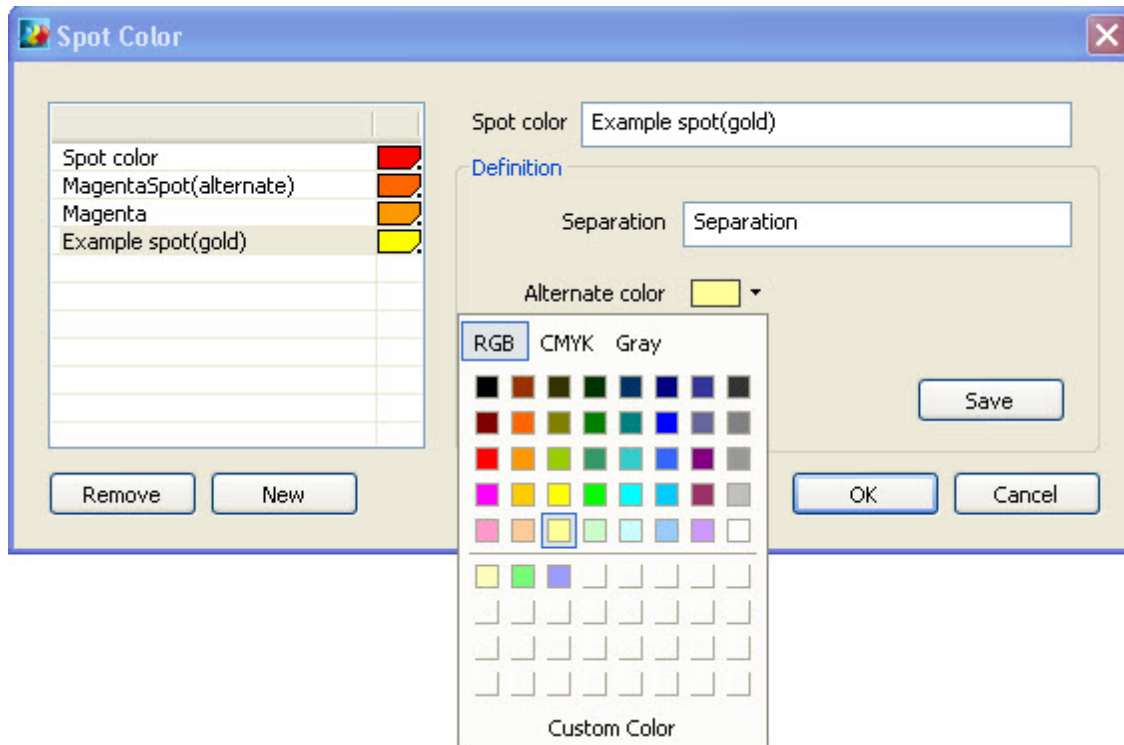 Spot Color
Spot color
MagentaSpot(alternate)
Magenta
Example spot(gold)
Remove
New
Spot color
Example spot(gold)
Definition
Separation
Separation
Alternate color
RGB CMYK Gray
Custom Color
Save
OK
Cancel